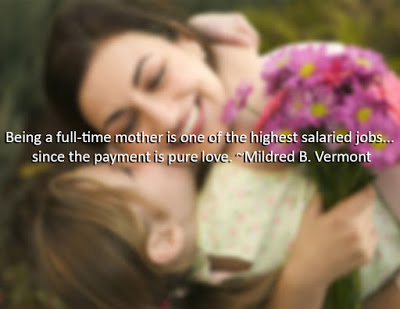 Being a full-time mother is one of the highest salaried jobs...
since the payment is pure love. ~Mildred B. Vermont